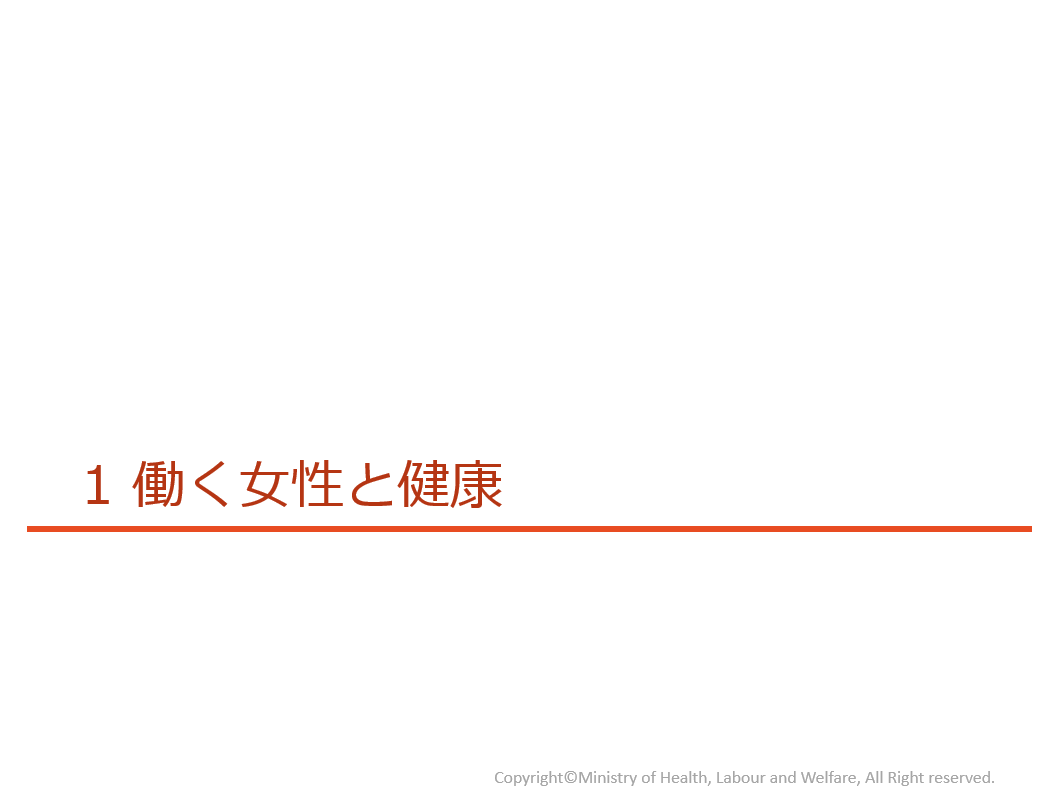 1 働く女性と健康
Copyright©Ministry of Health, Labour and Welfare, All Right reserved.